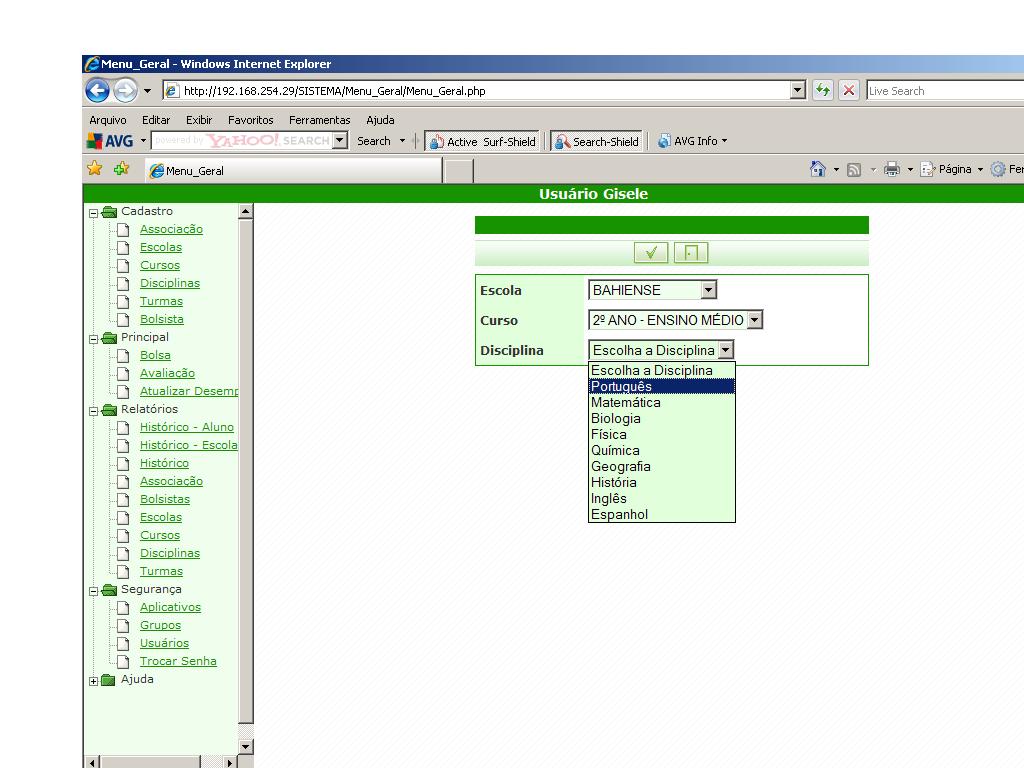 Menu_Geral - Windows Internet Explorer
http://192.168.254.29/SISTEMA/Menu_Geral/Menu_Geral.php
Live Search
Arquivo Editar Exibir Favoritos Ferramentas Ajuda
AVG powered by YAHOO! SEARCH Search Active Surf-Shield Search-Shield AVG Info
Menu_Geral
Página Fer
Usuário Gisele
Cadastro
Associação
Escolas
Cursos
Disciplinas
Turmas
Bolsista
Principal
Bolsa
Avaliação
Atualizar Desemp
Relatórios
Histórico - Aluno
Histórico - Escola
Histórico
Associação
Bolsistas
Escolas
Cursos
Disciplinas
Turmas
Segurança
Aplicativos
Grupos
Usuários
Trocar Senha
Ajuda
Escola BAHIENSE
Curso 2º ANO - ENSINO MÉDIO
Disciplina Escolha a Disciplina
Escolha a Disciplina
Português
Matemática
Biologia
Física
Química
Geografia
História
Inglês
Espanhol